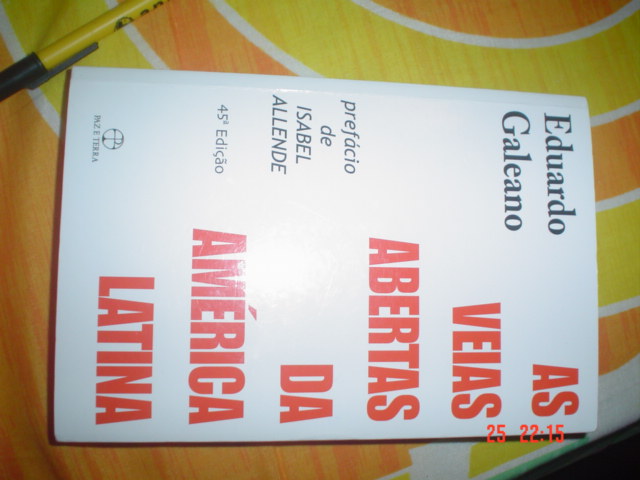 Eduardo
Galeano
AS
VEIAS
ABERTAS
DA
AMÉRICA
LATINA
prefácio
de
ISABEL
ALLENDE
45ª Edição
PAZ E TERRA
25 22:15